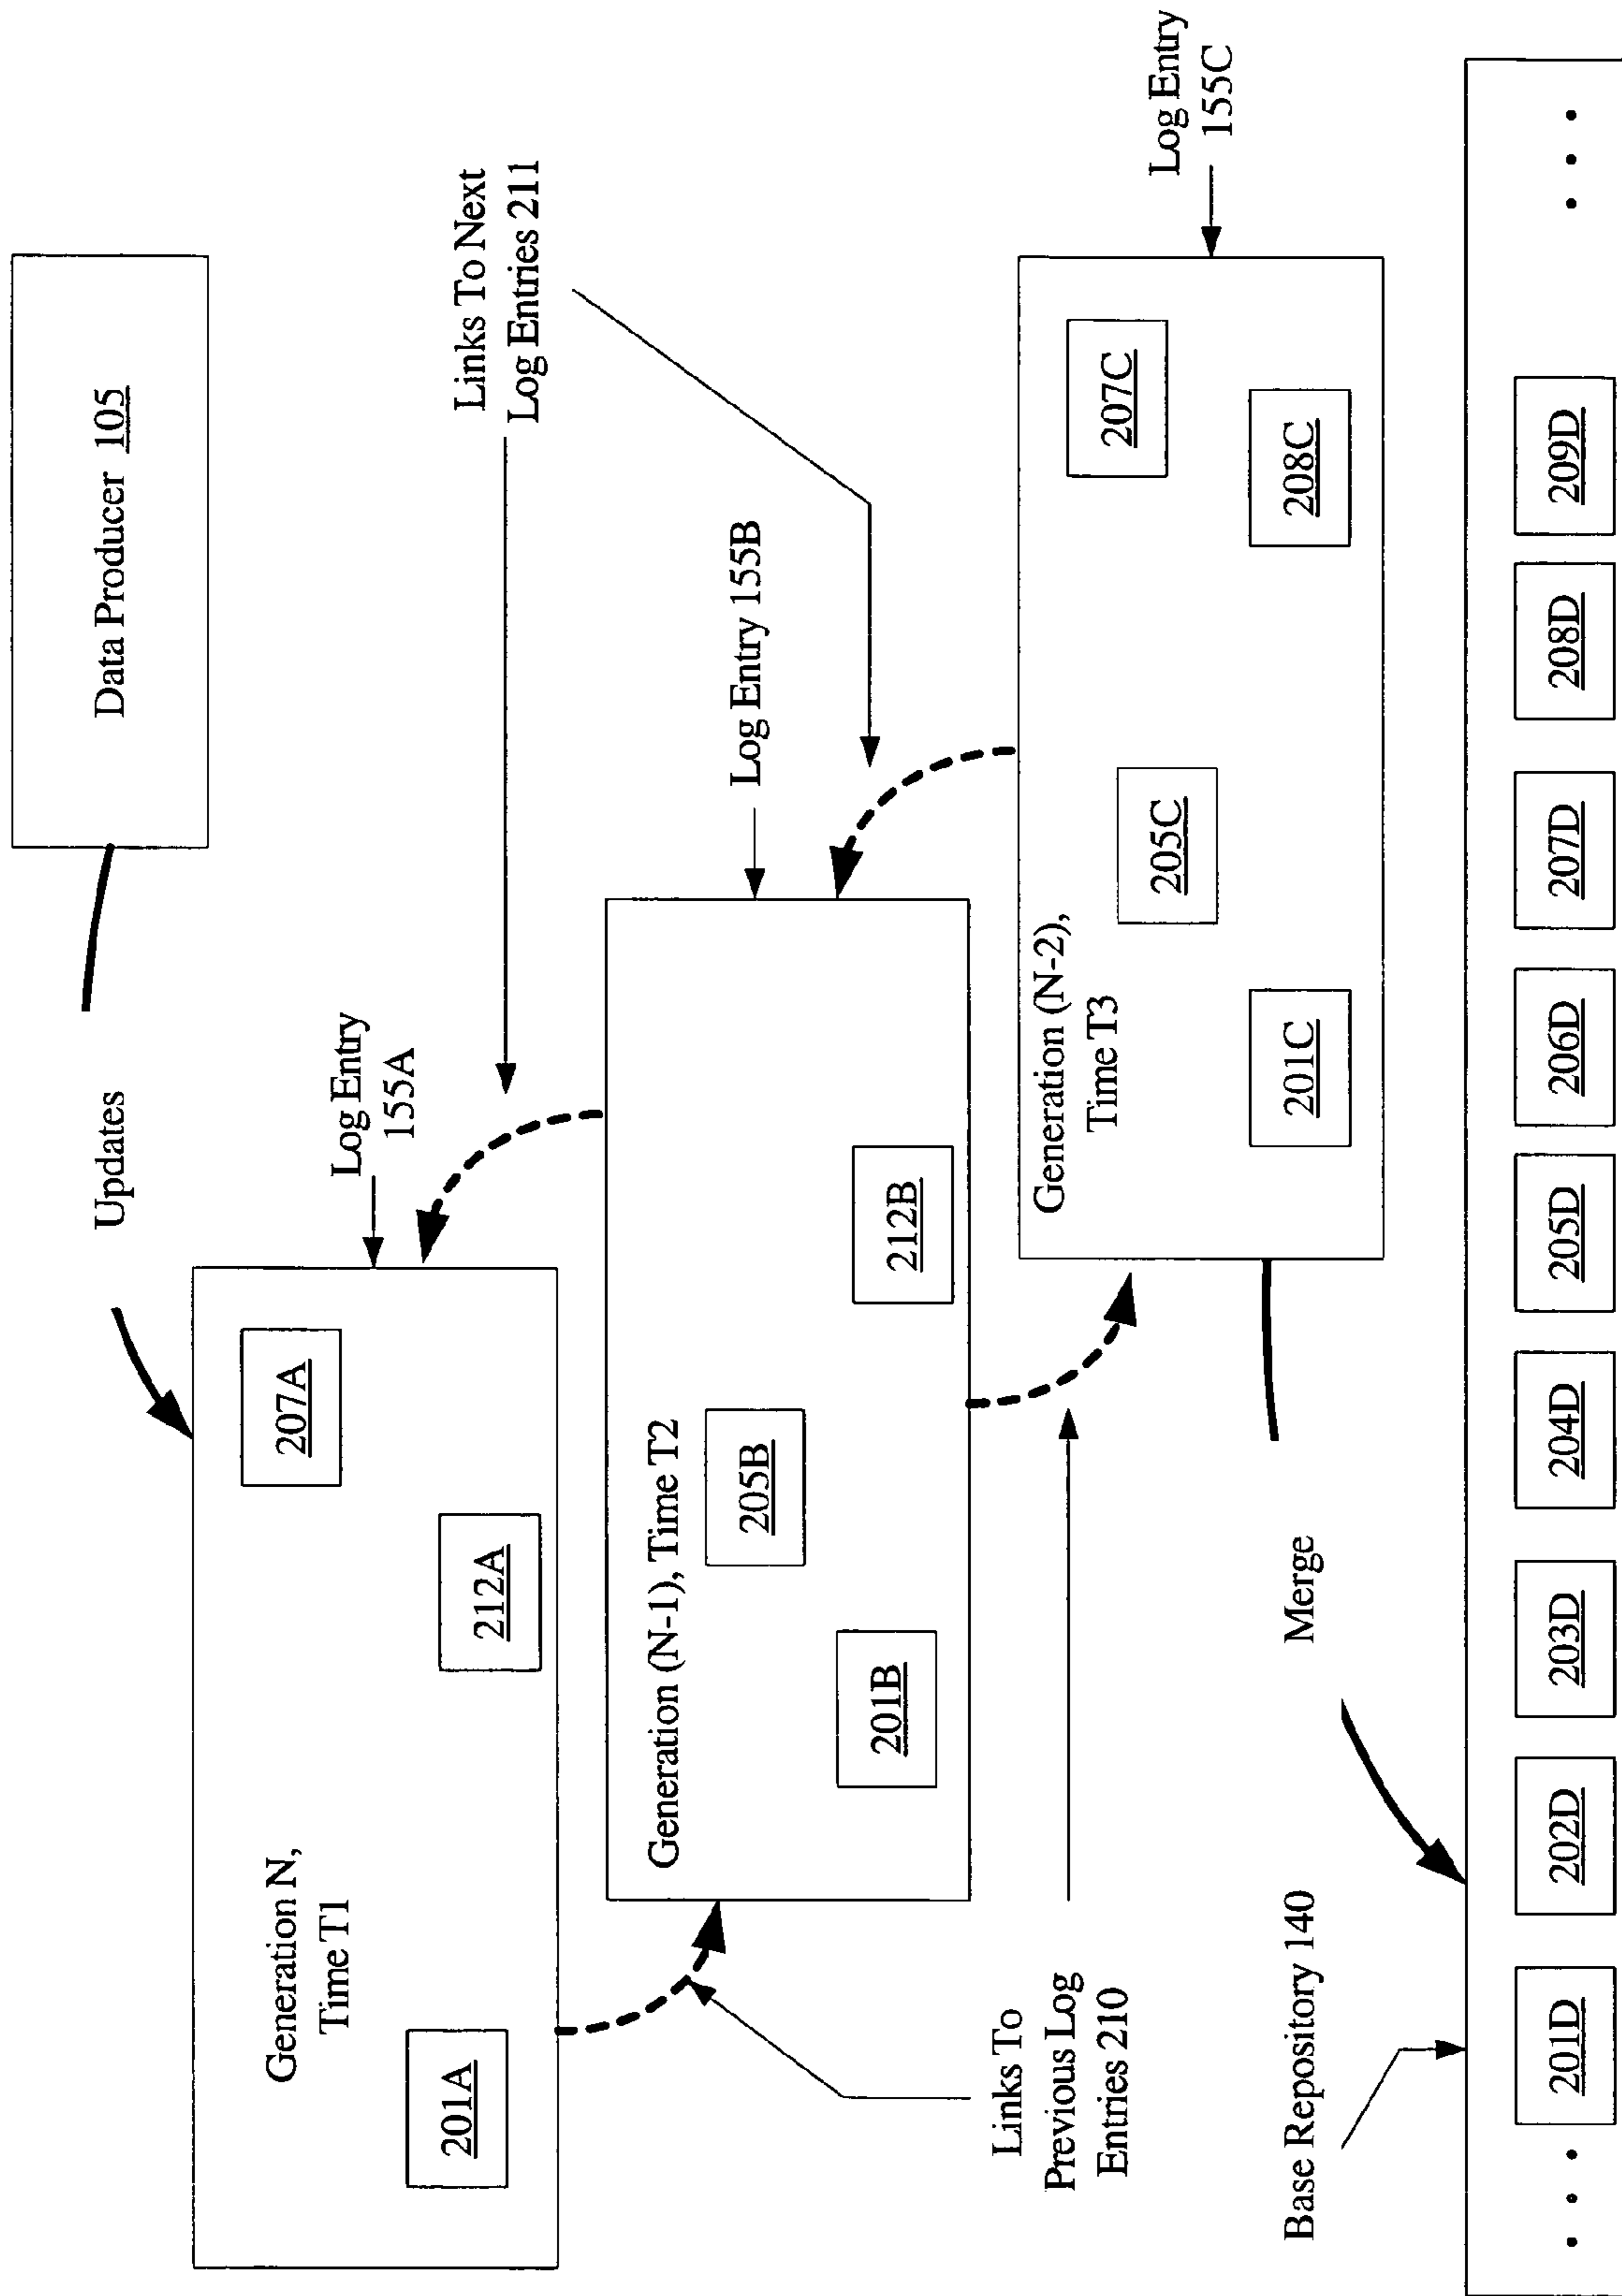 Data Producer 105
Updates
Log Entry
155A
Generation N,
Time T1
201A
212A
207A
Links To Next
Log Entries 211
Log Entry 155B
Generation (N-1), Time T2
201B
205B
212B
Links To
Previous Log
Entries 210
Log Entry
155C
Generation (N-2),
Time T3
201C
205C
207C
208C
Merge
Base Repository 140
• • •
201D
202D
203D
204D
205D
206D
207D
208D
209D
• • •